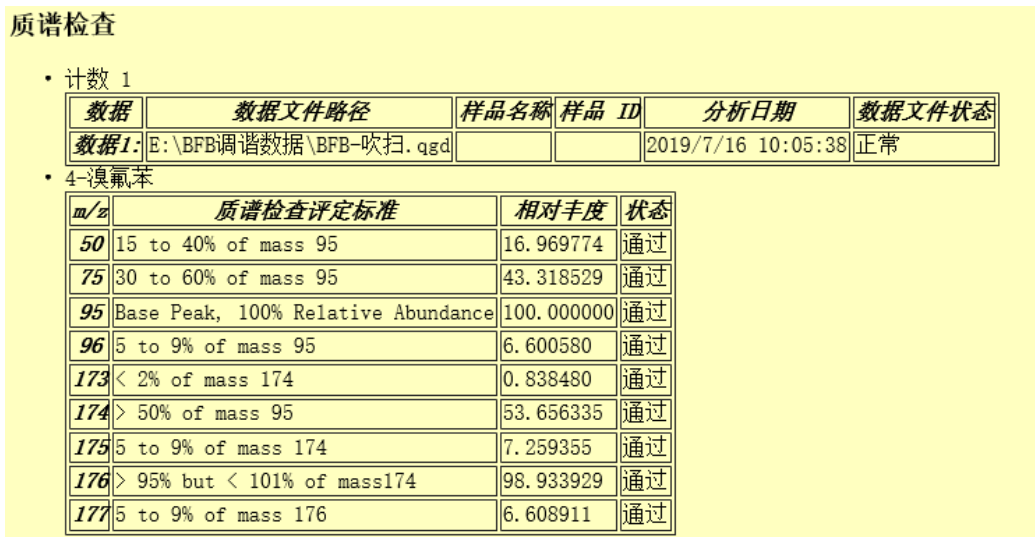 质谱检查
• 计数 1
数据 数据文件略径 样品名称 样品 ID 分析日期 数据文件状态
数据1: E:\BFB调谐数据\BFB-吹扫.qgd 2019/7/16 10:05:38 正常
• 4-溴氟苯
m/z 质谱检查评定标准 相对丰度 状态
50 15 to 40% of mass 95 16.969774 通过
75 30 to 60% of mass 95 43.318529 通过
95 Base Peak, 100% Relative Abundance 100.000000 通过
96 5 to 9% of mass 95 6.600580 通过
173 < 2% of mass 174 0.838480 通过
174 > 50% of mass 95 53.656335 通过
175 5 to 9% of mass 174 7.259355 通过
176 > 95% but < 101% of mass174 98.933929 通过
177 5 to 9% of mass 176 6.608911 通过